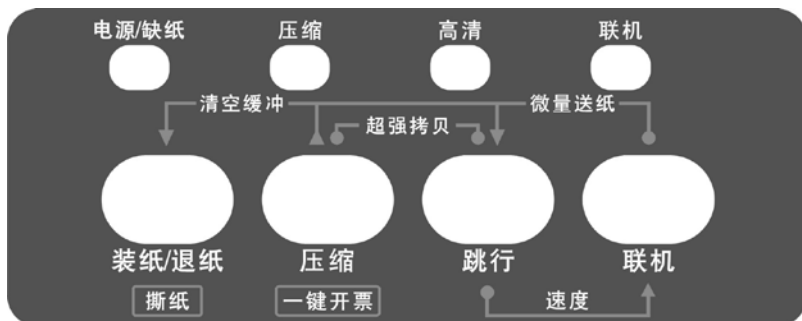 电源/缺纸 压缩 高清 联机
清空缓冲 微量送纸
超强拷贝
装纸/退纸 压缩 跳行 联机
撕纸 一键开票 速度